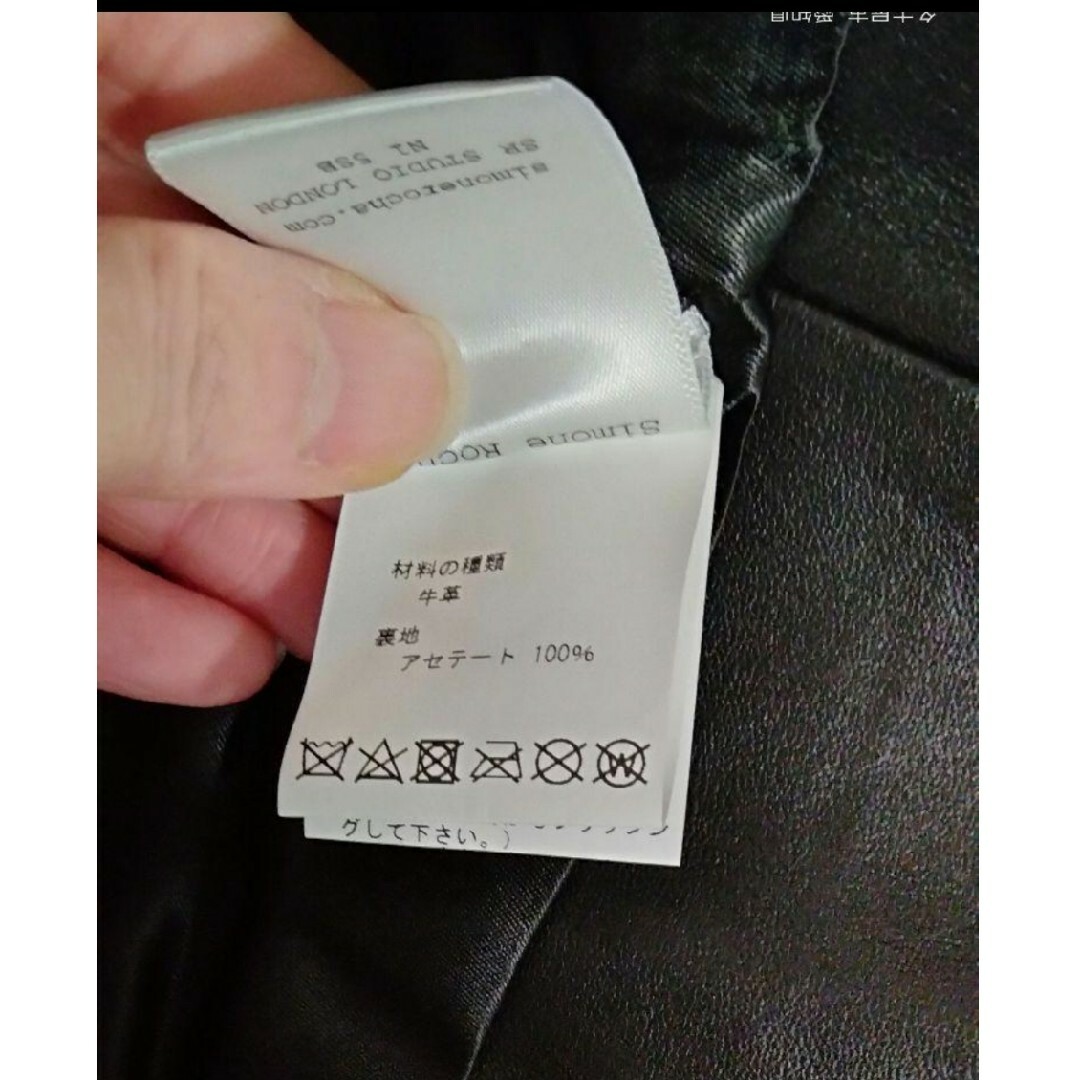 simonerocha.com
SR STUDIO LONDON
N1 5SB
Simone
材料の種類
牛革
裏地
アセテート 100%
グして下さい。)